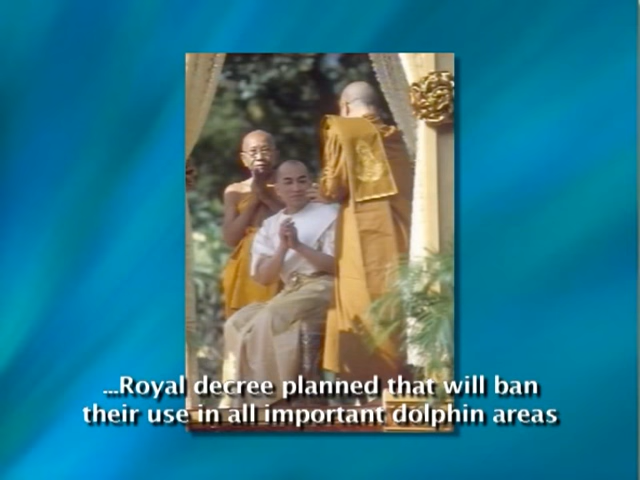 ...Royal decree planned that will ban
their use in all important dolphin areas